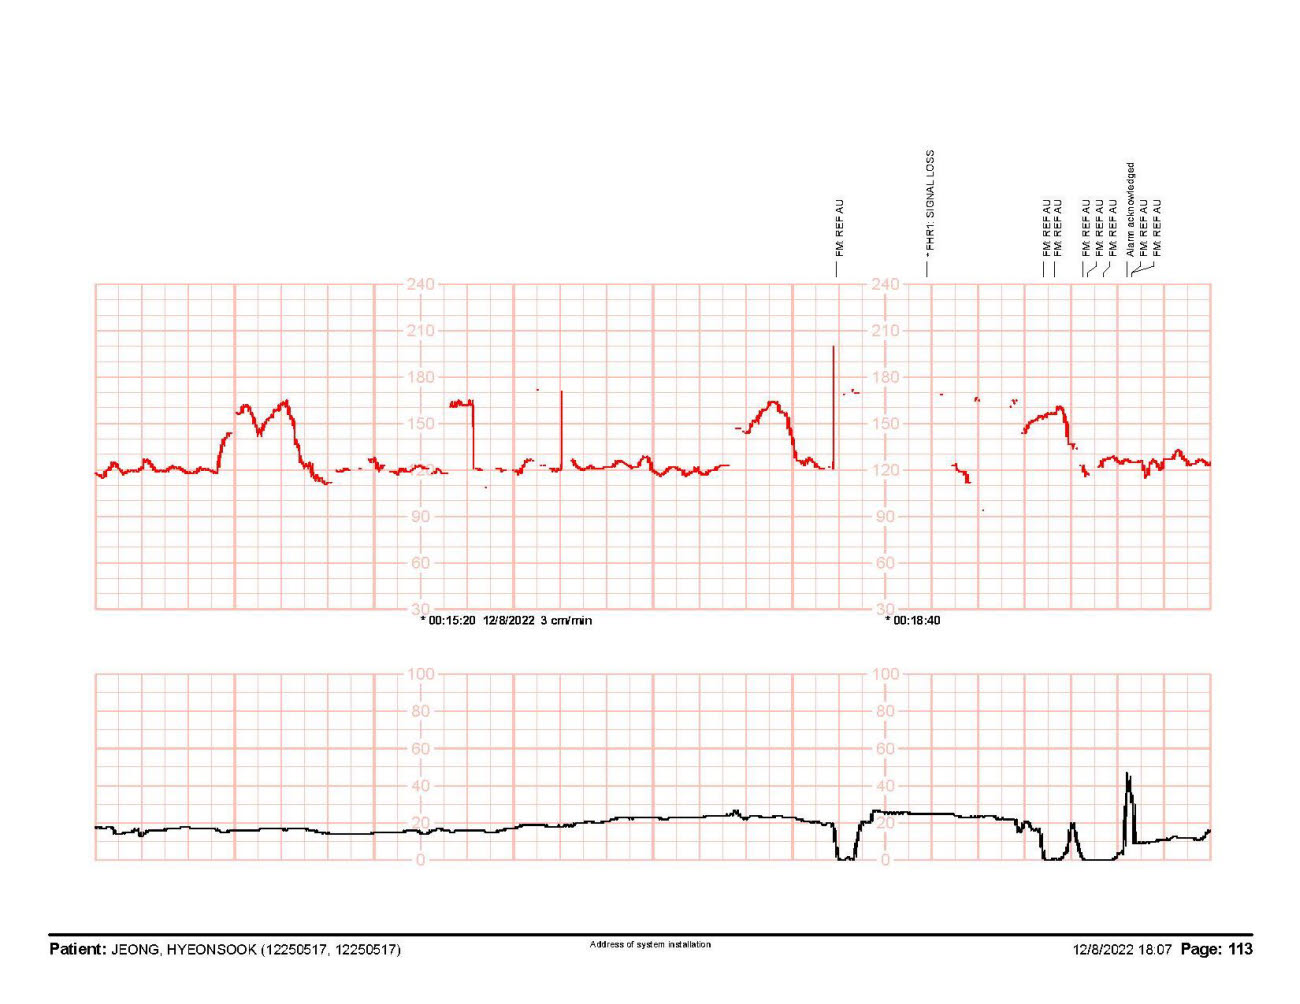 FM: REF AU
* FHR1: SIGNAL LOSS
FM: REF AU
FM: REF AU
FM: REF AU
FM: REF AU
FM: REF AU
Alarm acknowledged
FM: REF AU
FM: REF AU
240 240
210 210
180 180
150 150
120 120
90 90
60 60
30 30
* 00:15:20 12/8/2022 3 cm/min * 00:18:40
100 100
80 80
60 60
40 40
20 20
0 0
Patient: JEONG, HYEONSOOK (12250517, 12250517) Address of system installation 12/8/2022 18:07 Page: 113